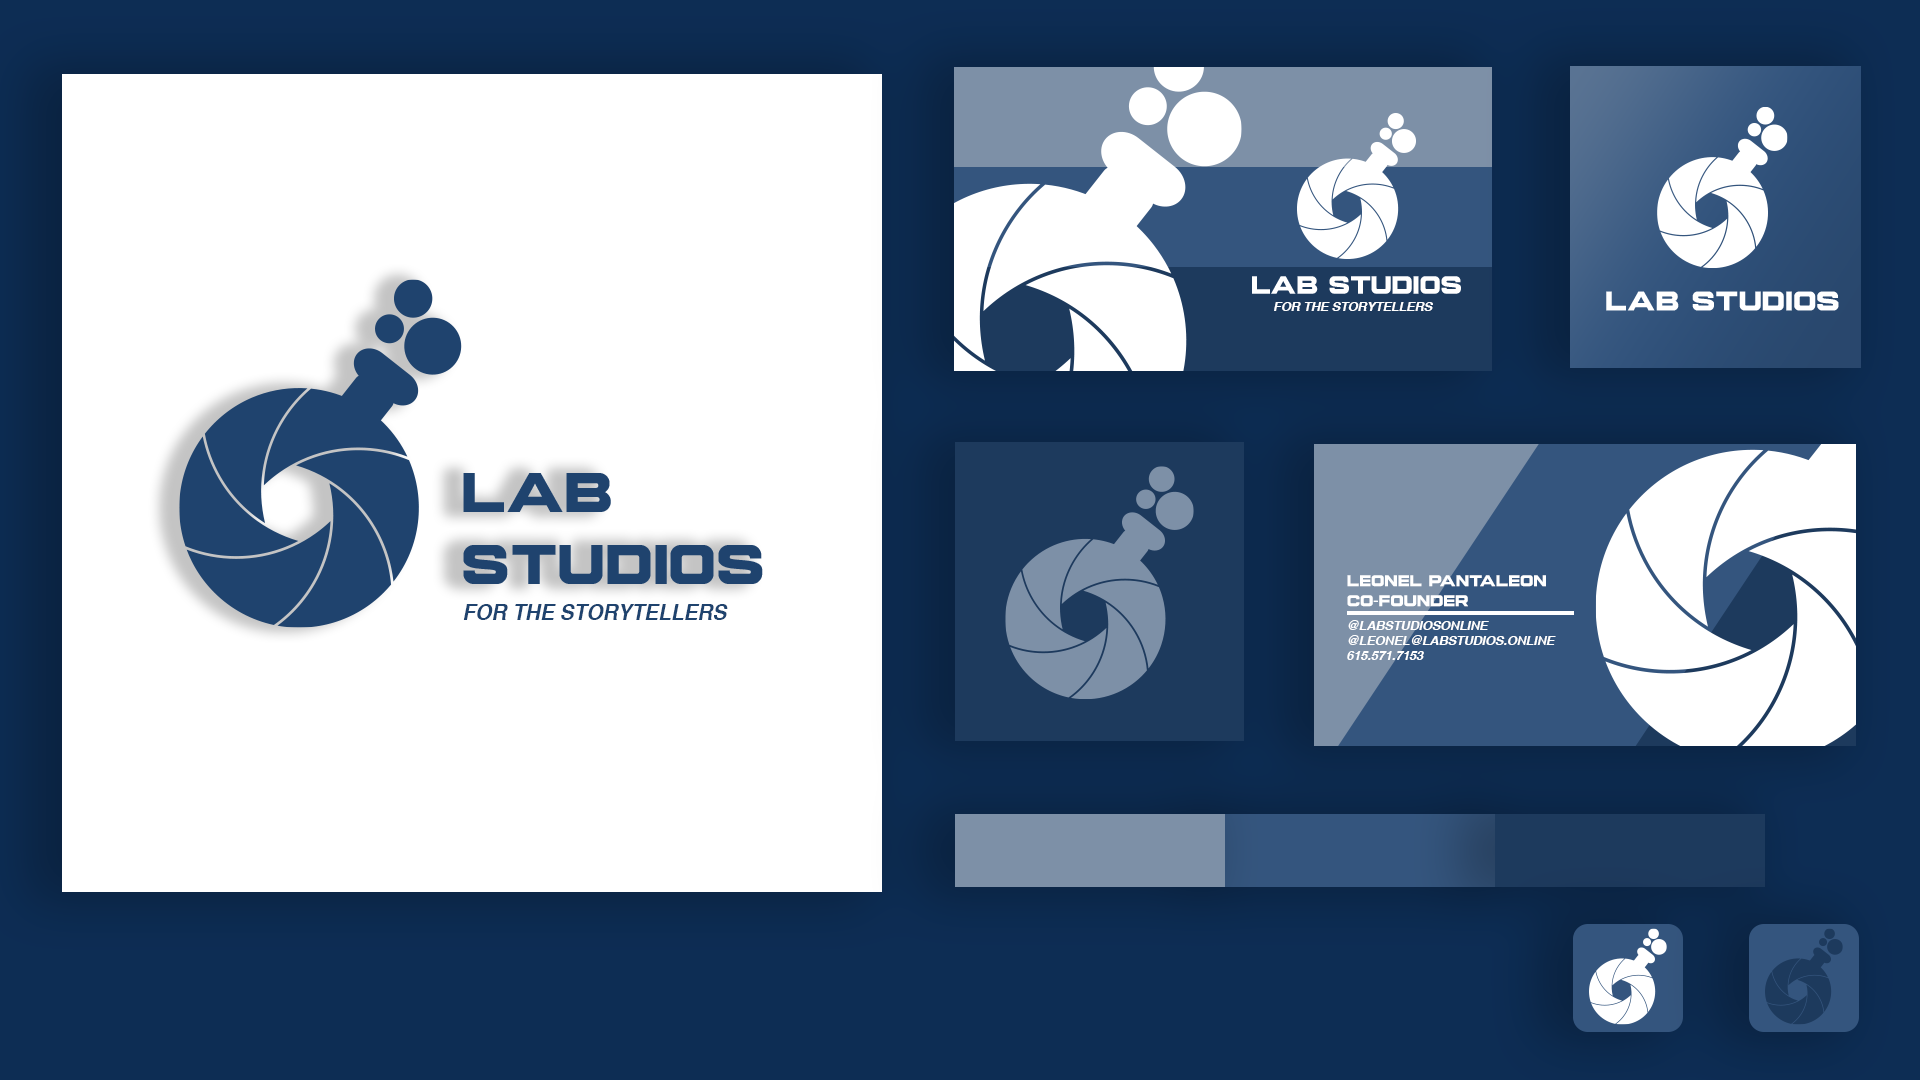 LAB
STUDIOS
FOR THE STORYTELLERS
LAB STUDIOS
FOR THE STORYTELLERS
LAB STUDIOS
LEONEL PANTALEON
CO-FOUNDER
@LABSTUDIOSONLINE
@LEONEL@LABSTUDIOS.ONLINE
615.571.7153